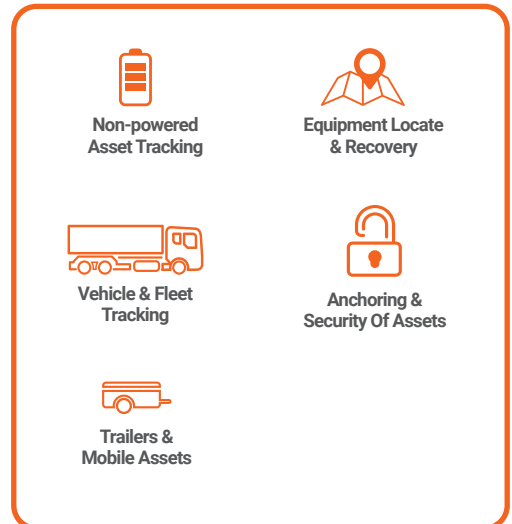 Non-powered
Asset Tracking
Equipment Locate
& Recovery
Vehicle & Fleet
Tracking
Anchoring &
Security Of Assets
Trailers &
Mobile Assets